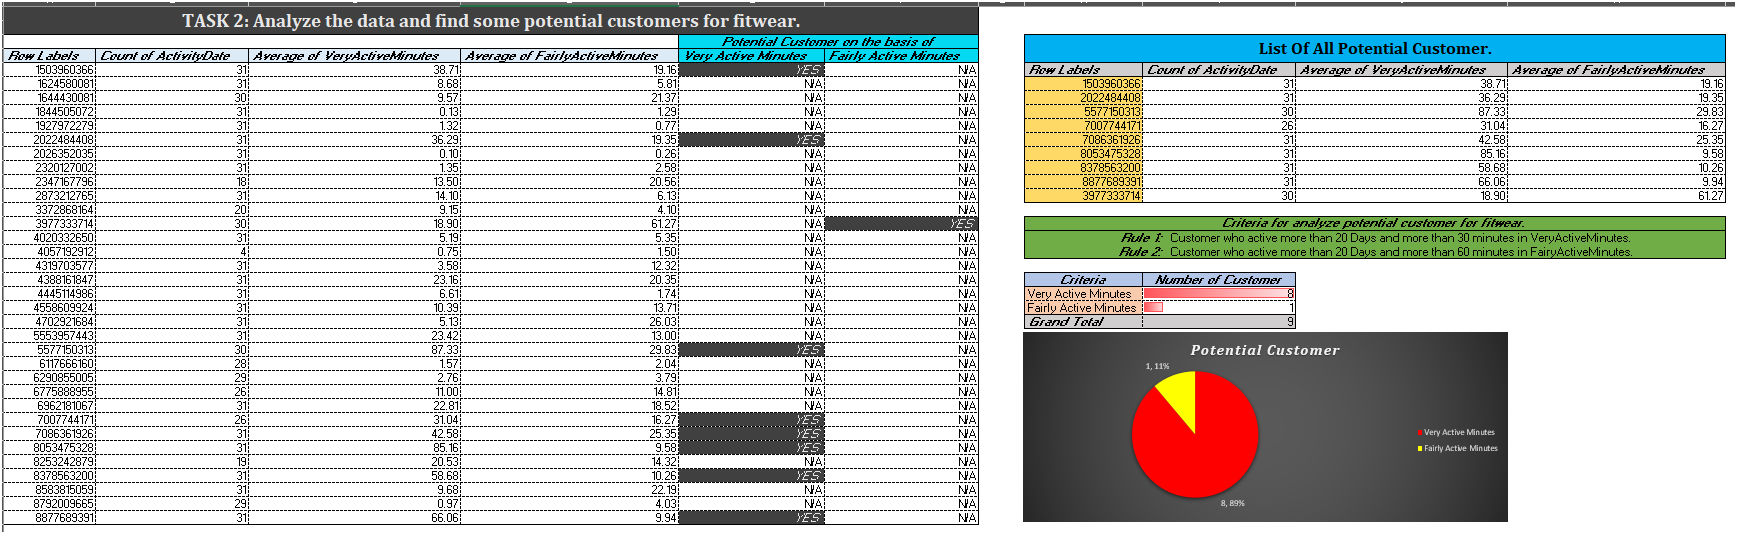 TASK 2: Analyze the data and find some potential customers for fitwear.
Potential Customer on the basis of
Row Labels Count of ActivityDate Average of VeryActiveMinutes Average of FairlyActiveMinutes Very Active Minutes Fairly Active Minutes
1503960366 31 38.71 19.16 YES N/A
1624580081 31 8.68 5.81 N/A N/A
1644430081 30 9.57 21.37 N/A N/A
1844505072 31 0.13 1.29 N/A N/A
1927972279 31 1.32 0.77 N/A N/A
2022484408 31 36.29 19.35 YES N/A
2026352035 31 0.10 0.26 N/A N/A
2320127002 31 1.35 2.58 N/A N/A
2347167796 18 13.50 20.56 N/A N/A
2873212765 31 14.10 6.13 N/A N/A
3372868164 20 9.15 4.10 N/A N/A
3977333714 30 18.90 61.27 N/A YES
4020332650 31 5.19 5.35 N/A N/A
4057192912 4 0.75 1.50 N/A N/A
4319703577 31 3.58 12.32 N/A N/A
4388161847 31 23.16 20.35 N/A N/A
4445114986 31 6.61 1.74 N/A N/A
4558609924 31 10.39 13.71 N/A N/A
4702921684 31 5.13 26.03 N/A N/A
5553957443 31 23.42 13.00 N/A N/A
5577150313 30 87.33 29.83 YES N/A
6117666160 28 1.57 2.04 N/A N/A
6290855005 29 2.76 3.79 N/A N/A
6775888955 26 11.00 14.81 N/A N/A
6962181067 31 22.81 18.52 N/A N/A
7007744171 26 31.04 16.27 YES N/A
7086361926 31 42.58 25.35 YES N/A
8053475328 31 85.16 9.58 YES N/A
8253242879 19 20.53 14.32 N/A N/A
8378563200 31 58.68 10.26 YES N/A
8583815059 31 9.68 22.19 N/A N/A
8792009665 29 0.97 4.03 N/A N/A
8877689391 31 66.06 9.94 YES N/A
List Of All Potential Customer.
Row Labels Count of ActivityDate Average of VeryActiveMinutes Average of FairlyActiveMinutes
1503960366 31 38.71 19.16
2022484408 31 36.29 19.35
5577150313 30 87.33 29.83
7007744171 26 31.04 16.27
7086361926 31 42.58 25.35
8053475328 31 85.16 9.58
8378563200 31 58.68 10.26
8877689391 31 66.06 9.94
3977333714 30 18.90 61.27
Criteria for analyze potential customer for fitwear.
Rule 1: Customer who active more than 20 Days and more than 30 minutes in VeryActiveMinutes.
Rule 2: Customer who active more than 20 Days and more than 60 minutes in FairyActiveMinutes.
Criteria Number of Customer
Very Active Minutes 8
Fairly Active Minutes 1
Grand Total 9
Potential Customer
1, 11%
8, 89%
Very Active Minutes
Fairly Active Minutes